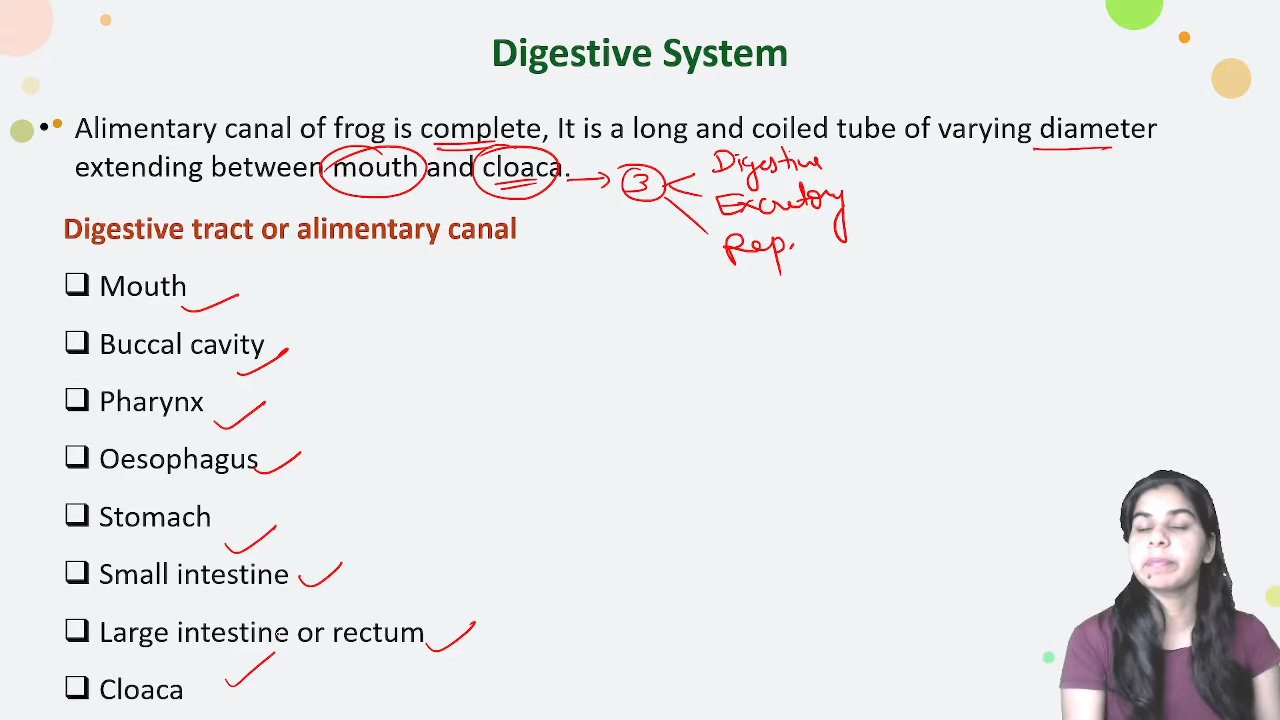 Digestive System
• Alimentary canal of frog is complete, It is a long and coiled tube of varying diameter
extending between mouth and cloaca. → 3
Digestive
Excretory
Rep.
Digestive tract or alimentary canal
❑ Mouth
❑ Buccal cavity
❑ Pharynx
❑ Oesophagus
❑ Stomach
❑ Small intestine
❑ Large intestine or rectum
❑ Cloaca